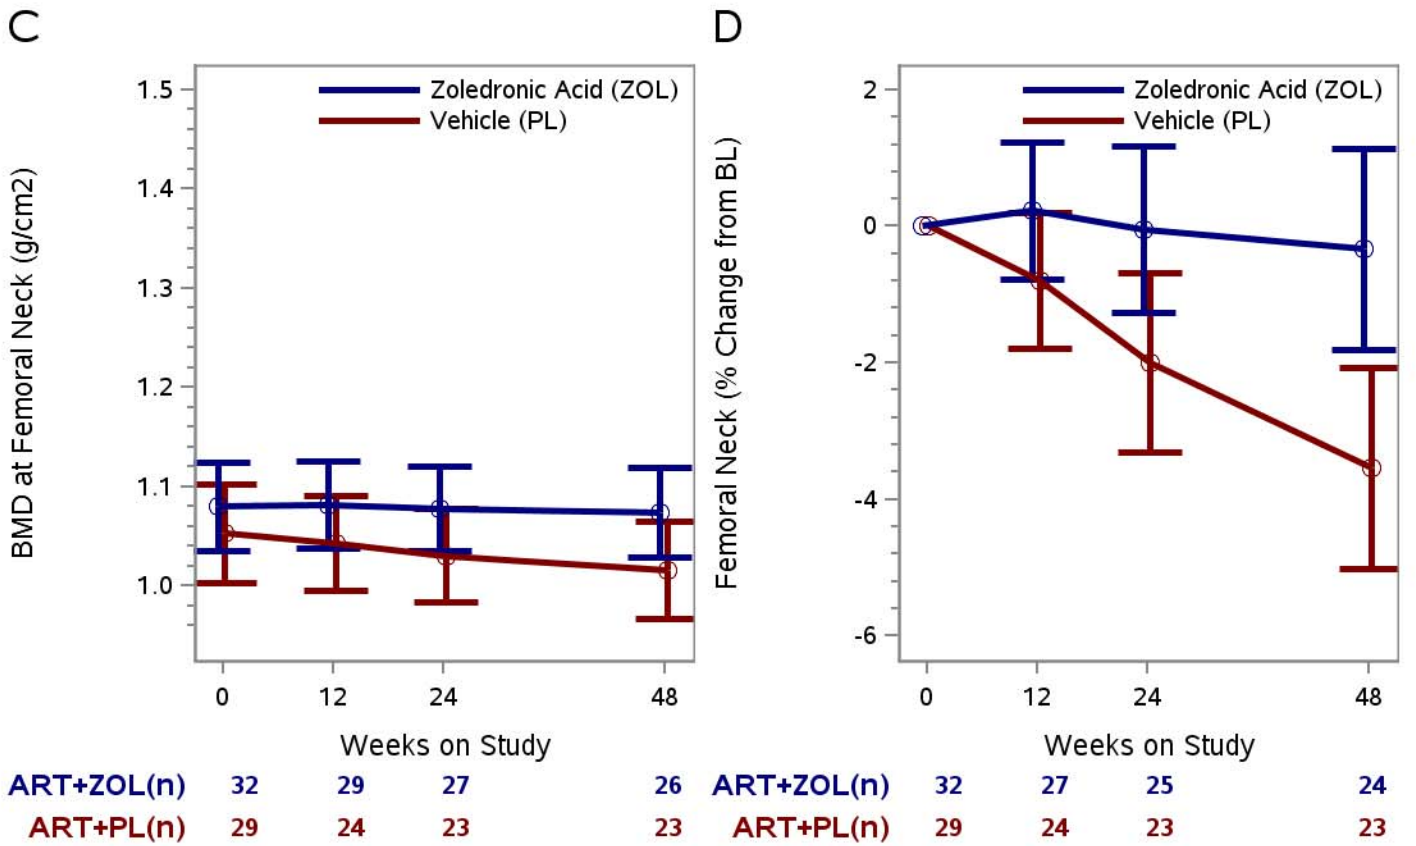 C
BMD at Femoral Neck (g/cm2)
1.5
1.4
1.3
1.2
1.1
1.0
Zoledronic Acid (ZOL)
Vehicle (PL)
0 12 24 48
Weeks on Study
ART+ZOL(n) 32 29 27 26
ART+PL(n) 29 24 23 23
D
Femoral Neck (% Change from BL)
2
0
-2
-4
-6
Zoledronic Acid (ZOL)
Vehicle (PL)
0 12 24 48
Weeks on Study
ART+ZOL(n) 32 27 25 24
ART+PL(n) 29 24 23 23